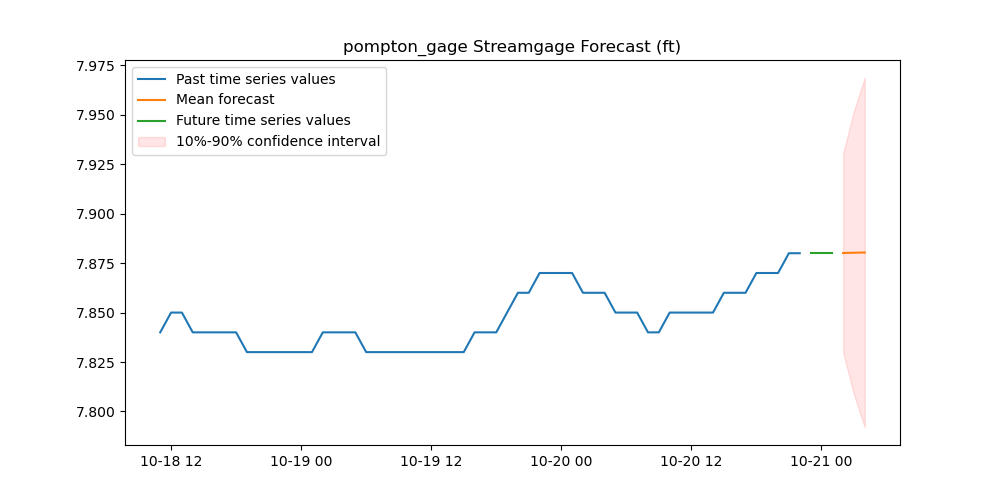 pompton_gage Streamgage Forecast (ft)
7.975
7.950
7.925
7.900
7.875
7.850
7.825
7.800
Past time series values
Mean forecast
Future time series values
10%-90% confidence interval
10-18 12
10-19 00
10-19 12
10-20 00
10-20 12
10-21 00